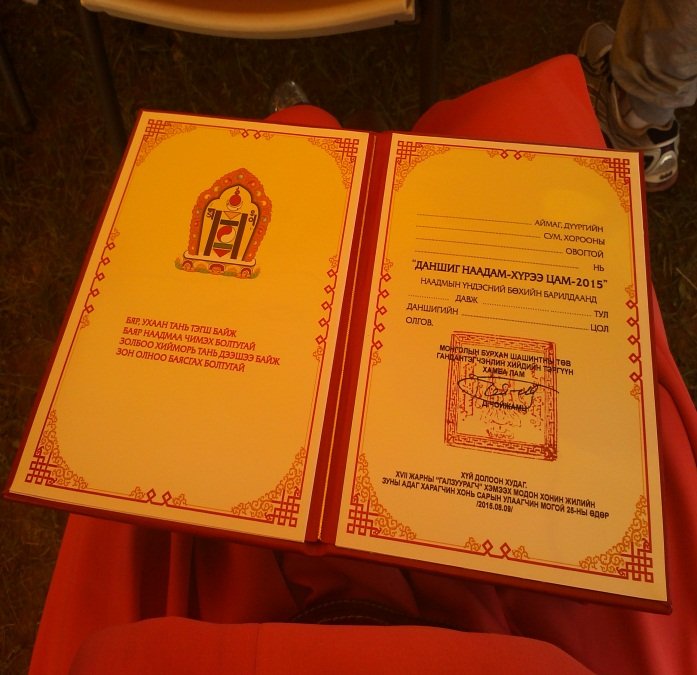 БЯР, УХААН ТАНЬ ТЭГШ БАЙЖ
БАЯР НААДМАА ЧИМЭХ БОЛТУГАЙ
ЗОЛБОО ХИЙМОРЬ ТАНЬ ДЭЭШЭЭ БАЙЖ
ЗОН ОЛНОО БАЯСГАХ БОЛТУГАЙ
АЙМАГ, ДҮҮРГИЙН
СУМ, ХОРООНЫ
ОВОГТОЙ
НЬ
"ДАНШИГ НААДАМ-ХҮРЭЭ ЦАМ-2015"
НААДМЫН ҮНДЭСНИЙ БӨХИЙН БАРИЛДААНД
ДАВЖ ТУЛ
ДАНШИГИЙН ЦОЛ
ОЛГОВ.
МОНГОЛЫН БУРХАН ШАШИНТНЫ ТӨВ
ГАНДАНТЭГЧЭНЛИН ХИЙДИЙН ТЭРГҮҮН
ХАМБА ЛАМ
Д.ЧОЙЖАМЦ
ХҮЙ ДОЛООН ХУДАГ.
XVII ЖАРНЫ "ГАЛЗУУРАГЧ" ХЭМЭЭХ МОДОН ХОНИН ЖИЛИЙН
ЗУНЫ АДАГ ХАРАГЧИН ХОНЬ САРЫН УЛААГЧИН МОГОЙ 25-НЫ ӨДӨР
/2015.08.09/